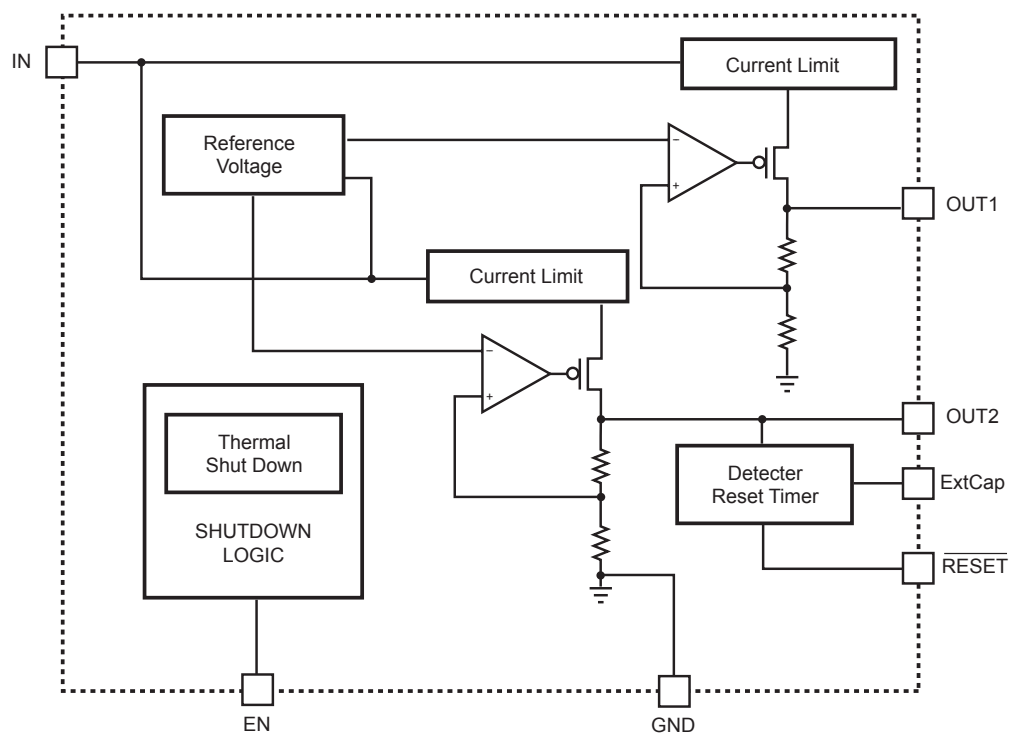 IN
Current Limit
Reference
Voltage
−
+
OUT1
Current Limit
−
+
OUT2
Thermal
Shut Down
Detecter
Reset Timer
ExtCap
SHUTDOWN
LOGIC
RESET
EN
GND